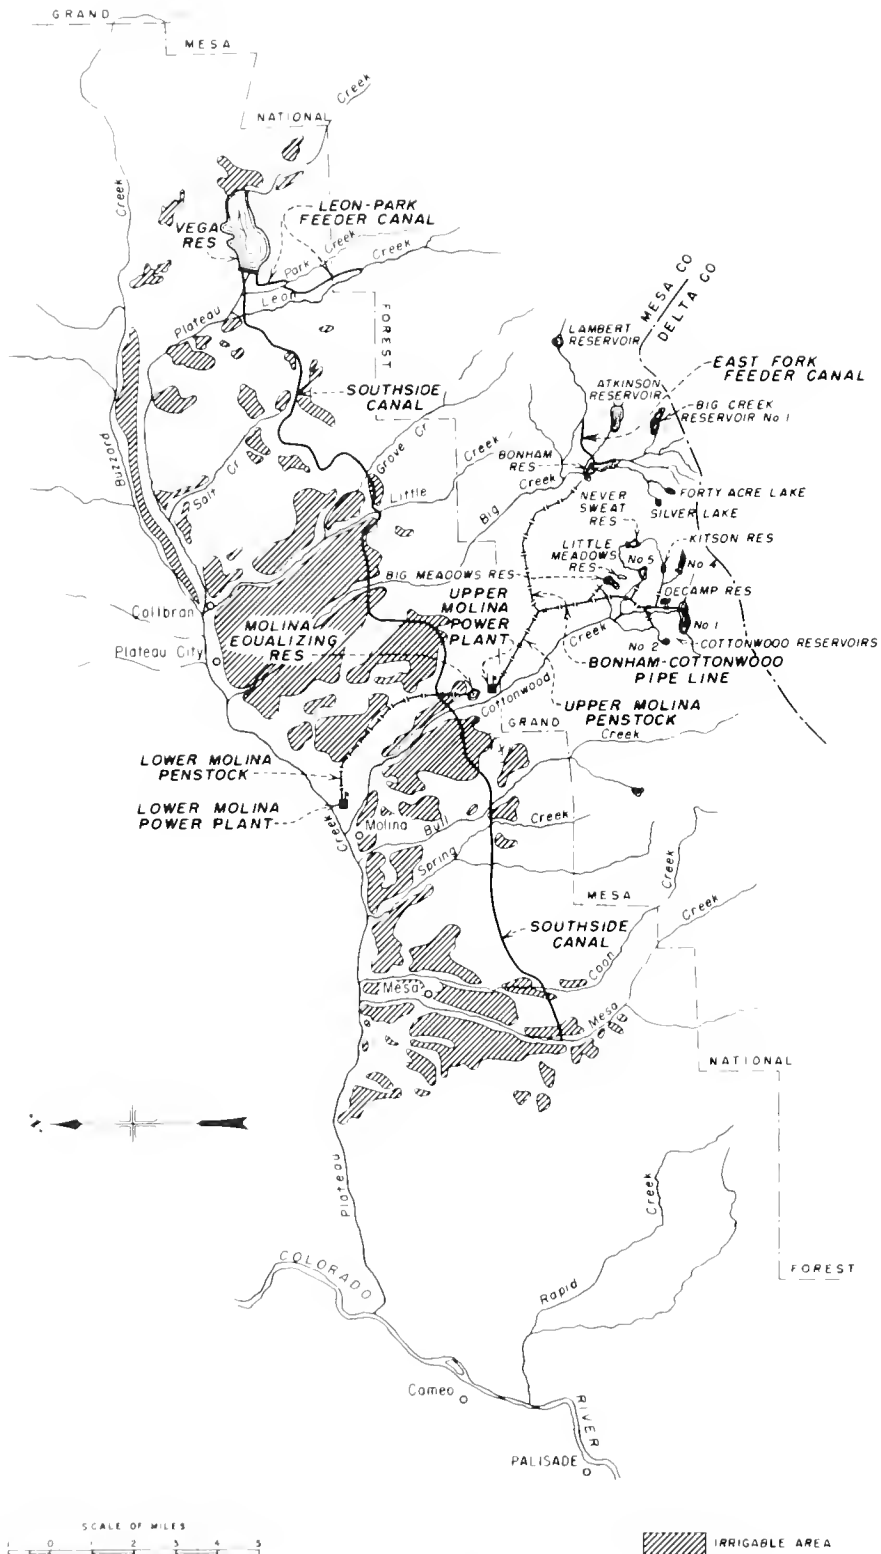 GRAND
MESA
NATIONAL
Creek
Creek
LEON-PARK
FEEDER CANAL
VEGA
RES
Park Creek
Leon Creek
Plateau
FOREST
MESA CO
DELTA CO
LAMBERT
RESERVOIR
EAST FORK
FEEDER CANAL
ATKINSON
RESERVOIR
BIG CREEK
RESERVOIR No 1
SOUTHSIDE
CANAL
Buzzard
Salt Cr
Grove Cr
Little Creek
BONHAM
RES
Big Creek
NEVER
SWEAT
RES
FORTY ACRE LAKE
SILVER LAKE
LITTLE
MEADOWS
RES
No 5
KITSON RES
No 4
BIG MEADOWS RES
DECAMP RES
UPPER
MOLINA
POWER
PLANT
Collbran
MOLINA
EQUALIZING
RES
No 1
No 2
COTTONWOOD RESERVOIRS
Plateau City
Cottonwood Creek
BONHAM-COTTONWOOD
PIPE LINE
GRAND
UPPER MOLINA
PENSTOCK
LOWER MOLINA
PENSTOCK
LOWER MOLINA
POWER PLANT
Creek
Molina
Bull Creek
Spring Creek
MESA
Creek
Creek
SOUTHSIDE
CANAL
Coon
Mesa
Mesa
NATIONAL
Plateau
Creek
FOREST
COLORADO
Rapid
Cameo
RIVER
PALISADE
SCALE OF MILES
1 0 1 2 3 4 5
IRRIGABLE AREA